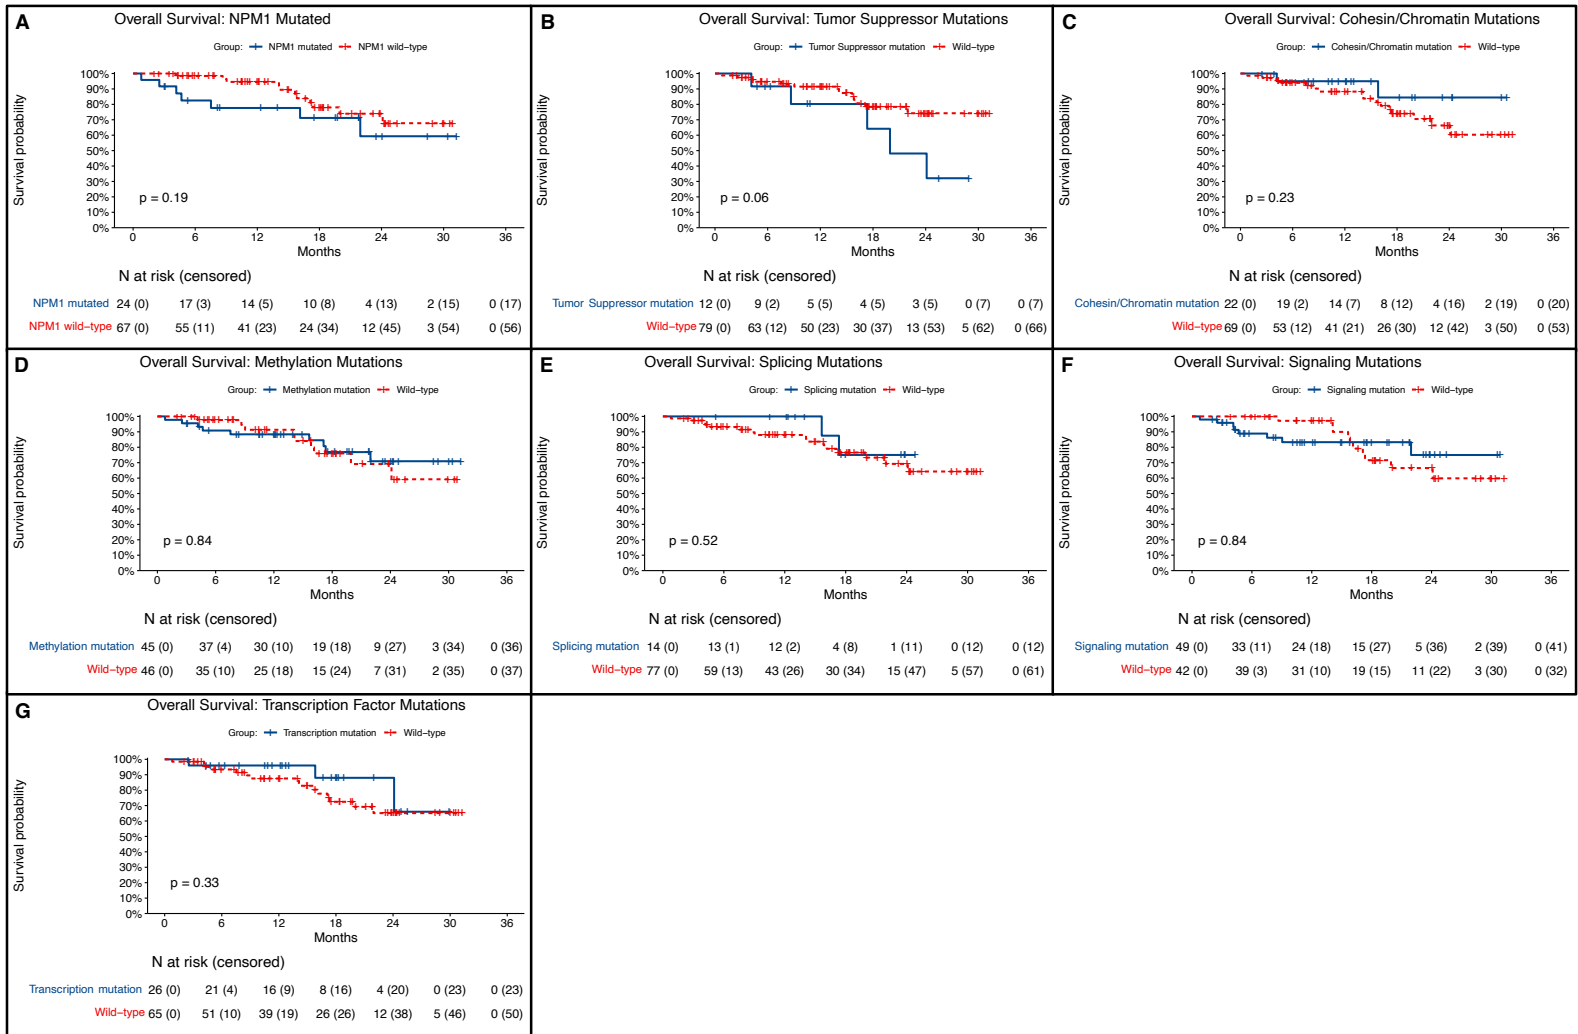 A
Overall Survival: NPM1 Mutated
Group: NPM1 mutated NPM1 wild-type
Survival probability
100%
90%
80%
70%
60%
50%
40%
30%
20%
10%
0%
p = 0.19
0 6 12 18 24 30 36
Months
N at risk (censored)
NPM1 mutated 24 (0) 17 (3) 14 (5) 10 (8) 4 (13) 2 (15) 0 (17)
NPM1 wild-type 67 (0) 55 (11) 41 (23) 24 (34) 12 (45) 3 (54) 0 (56)
B
Overall Survival: Tumor Suppressor Mutations
Group: Tumor Suppressor mutation Wild-type
Survival probability
100%
90%
80%
70%
60%
50%
40%
30%
20%
10%
0%
p = 0.06
0 6 12 18 24 30 36
Months
N at risk (censored)
Tumor Suppressor mutation 12 (0) 9 (2) 5 (5) 4 (5) 3 (5) 0 (7) 0 (7)
Wild-type 79 (0) 63 (12) 50 (23) 30 (37) 13 (53) 5 (62) 0 (66)
C
Overall Survival: Cohesin/Chromatin Mutations
Group: Cohesin/Chromatin mutation Wild-type
Survival probability
100%
90%
80%
70%
60%
50%
40%
30%
20%
10%
0%
p = 0.23
0 6 12 18 24 30 36
Months
N at risk (censored)
Cohesin/Chromatin mutation 22 (0) 19 (2) 14 (7) 8 (12) 4 (16) 2 (19) 0 (20)
Wild-type 69 (0) 53 (12) 41 (21) 26 (30) 12 (42) 3 (50) 0 (53)
D
Overall Survival: Methylation Mutations
Group: Methylation mutation Wild-type
Survival probability
100%
90%
80%
70%
60%
50%
40%
30%
20%
10%
0%
p = 0.84
0 6 12 18 24 30 36
Months
N at risk (censored)
Methylation mutation 45 (0) 37 (4) 30 (10) 19 (18) 9 (27) 3 (34) 0 (36)
Wild-type 46 (0) 35 (10) 25 (18) 15 (24) 7 (31) 2 (35) 0 (37)
E
Overall Survival: Splicing Mutations
Group: Splicing mutation Wild-type
Survival probability
100%
90%
80%
70%
60%
50%
40%
30%
20%
10%
0%
p = 0.52
0 6 12 18 24 30 36
Months
N at risk (censored)
Splicing mutation 14 (0) 13 (1) 12 (2) 4 (8) 1 (11) 0 (12) 0 (12)
Wild-type 77 (0) 59 (13) 43 (26) 30 (34) 15 (47) 5 (57) 0 (61)
F
Overall Survival: Signaling Mutations
Group: Signaling mutation Wild-type
Survival probability
100%
90%
80%
70%
60%
50%
40%
30%
20%
10%
0%
p = 0.84
0 6 12 18 24 30 36
Months
N at risk (censored)
Signaling mutation 49 (0) 33 (11) 24 (18) 15 (27) 5 (36) 2 (39) 0 (41)
Wild-type 42 (0) 39 (3) 31 (10) 19 (15) 11 (22) 3 (30) 0 (32)
G
Overall Survival: Transcription Factor Mutations
Group: Transcription mutation Wild-type
Survival probability
100%
90%
80%
70%
60%
50%
40%
30%
20%
10%
0%
p = 0.33
0 6 12 18 24 30 36
Months
N at risk (censored)
Transcription mutation 26 (0) 21 (4) 16 (9) 8 (16) 4 (20) 0 (23) 0 (23)
Wild-type 65 (0) 51 (10) 39 (19) 26 (26) 12 (38) 5 (46) 0 (50)